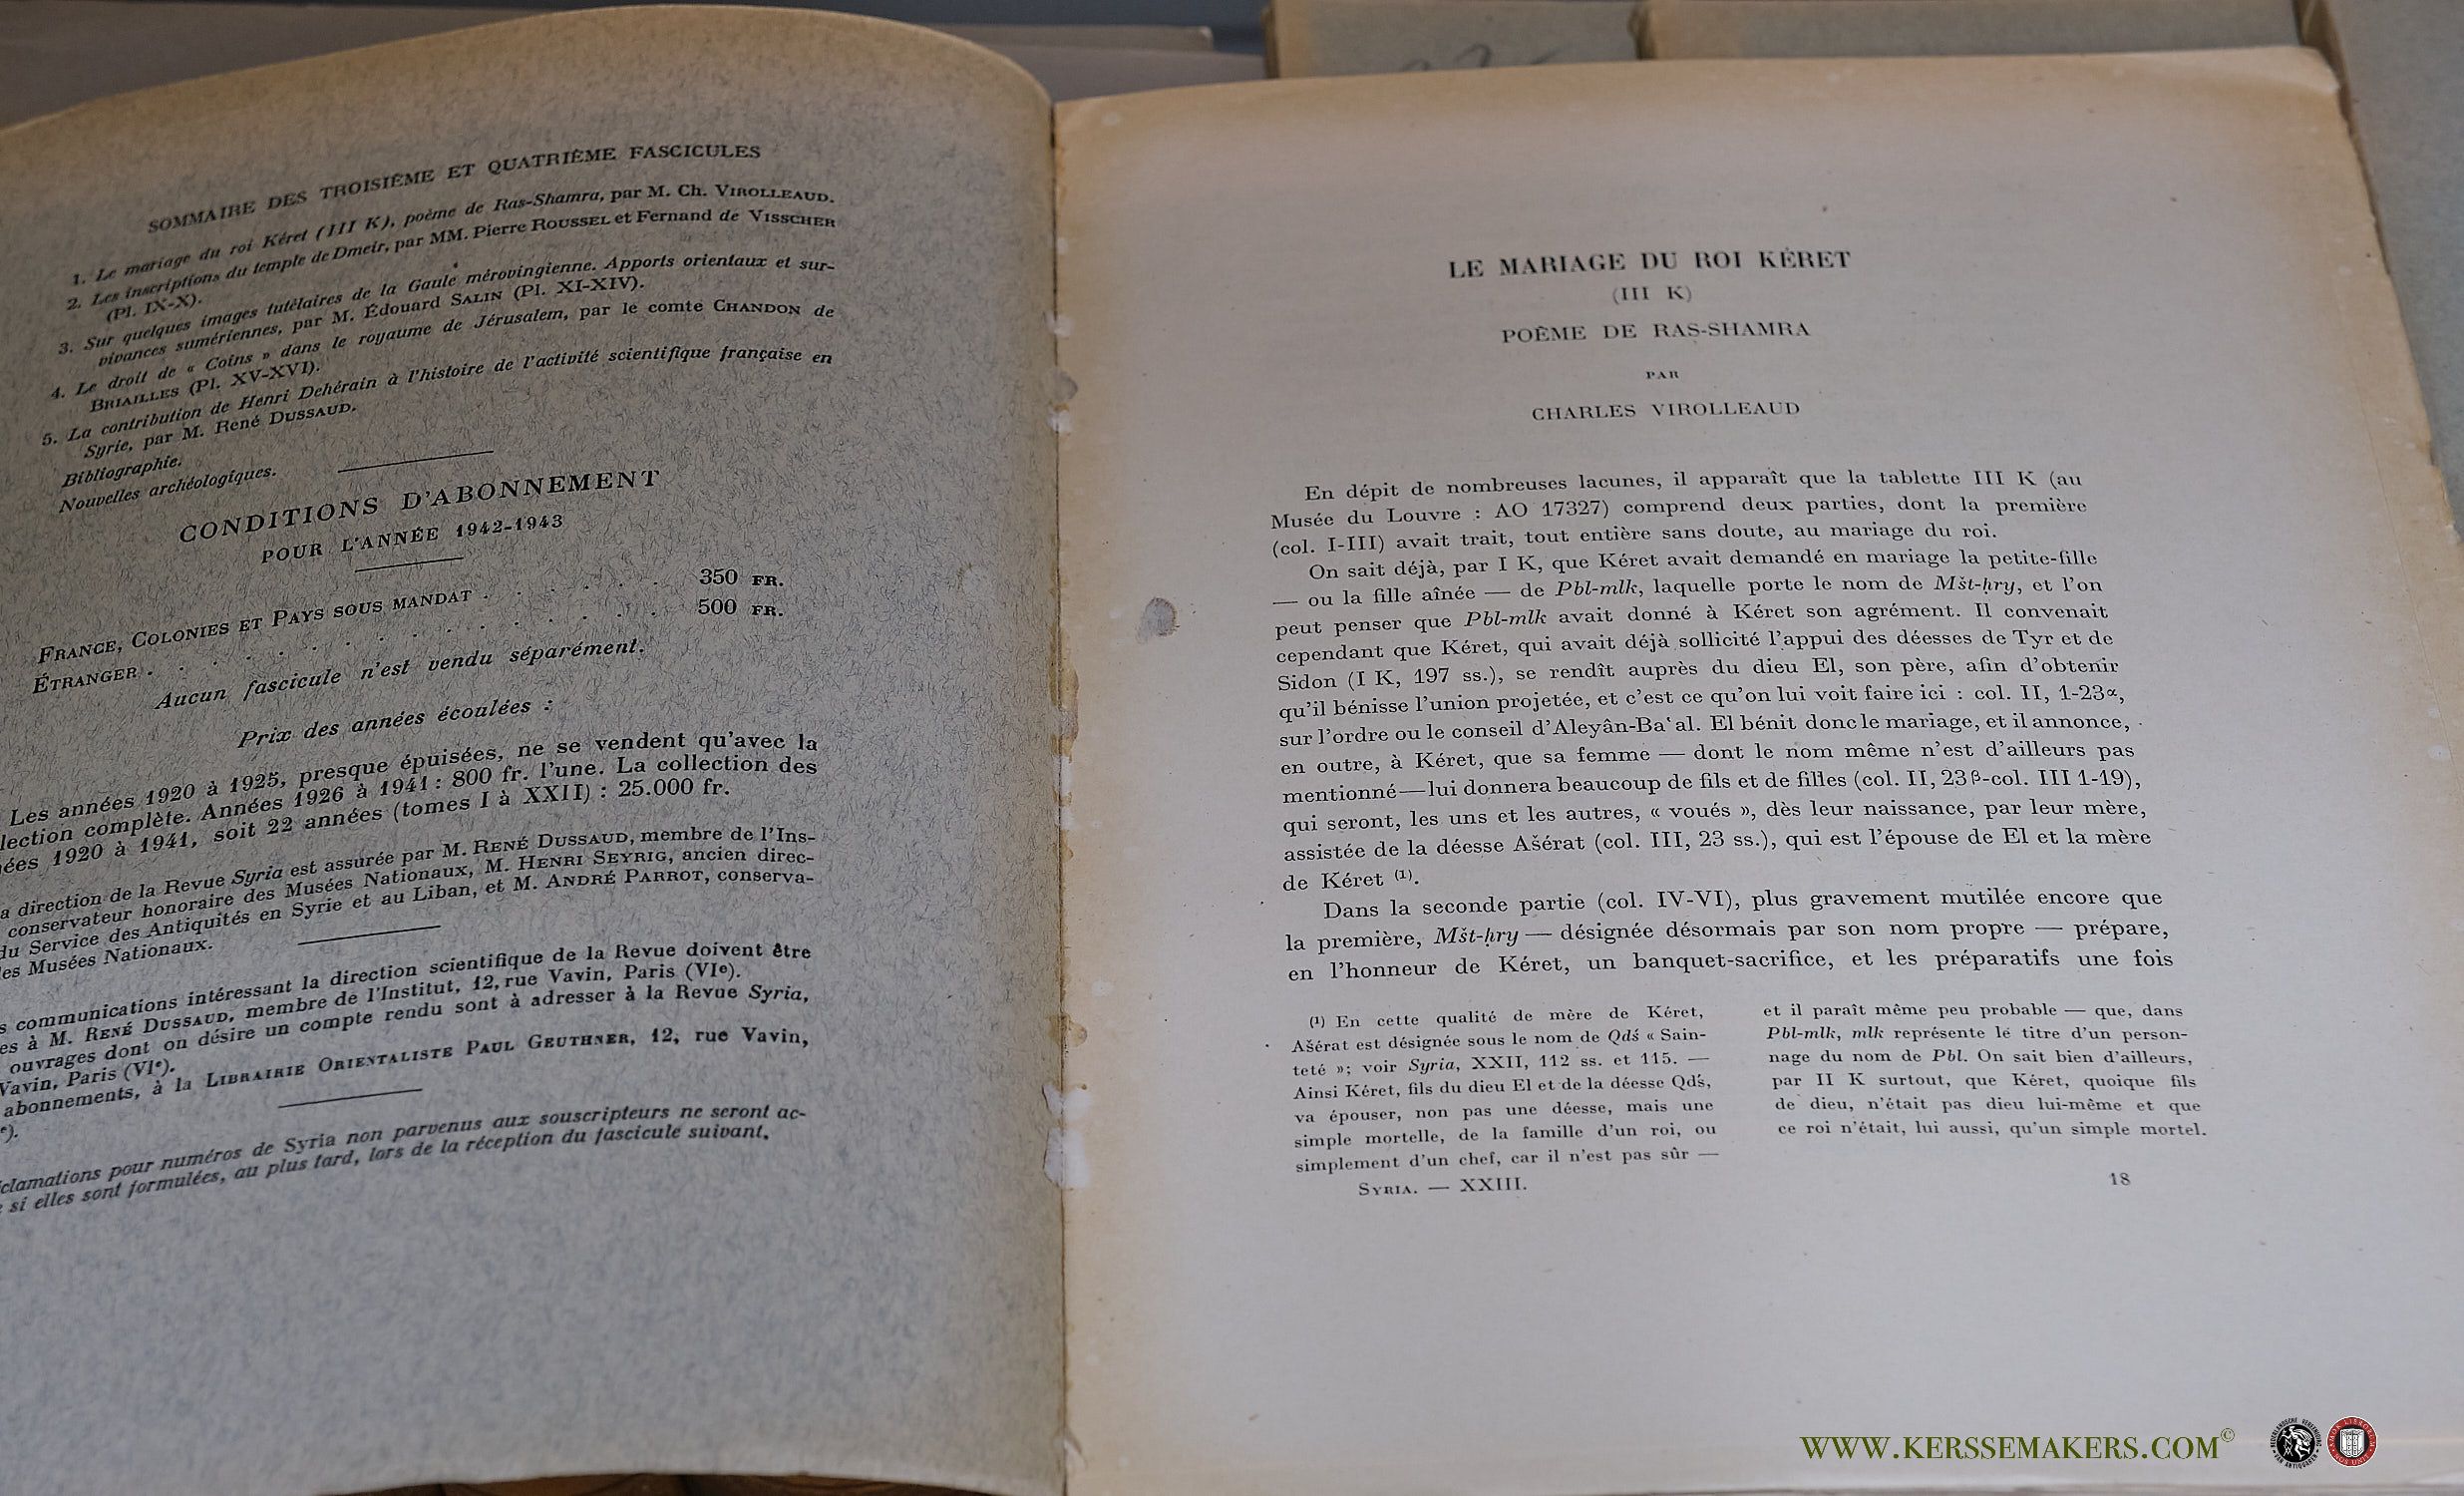 SOMMAIRE DES TROISIÈME ET QUATRIÈME FASCICULES
1. Le mariage du roi Kéret (III K), poème de Ras-Shamra, par M. Ch. VIROLLEAUD.
2. Les inscriptions du temple de Dmeir, par MM. Pierre ROUSSEL et Fernand de VISSCHER
(Pl. IX-X).
3. Sur quelques images tutélaires de la Gaule mérovingienne. Apports orientaux et sur-
vivances sumériennes, par M. Édouard SALIN (Pl. XI-XIV).
4. Le droit de « Coins » dans le royaume de Jérusalem, par le comte CHANDON de
BRIAILLES (Pl. XV-XVI).
5. La contribution de Henri Dehérain à l'histoire de l'activité scientifique française en
Syrie, par M. René DUSSAUD.
Bibliographie.
Nouvelles archéologiques.
CONDITIONS D'ABONNEMENT
POUR L'ANNÉE 1942-1943
FRANCE, COLONIES ET PAYS SOUS MANDAT . . . . . 350 FR.
ÉTRANGER . . . . . . . . . . . . . 500 FR.
Aucun fascicule n'est vendu séparément.
Prix des années écoulées :
Les années 1920 à 1925, presque épuisées, ne se vendent qu'avec la
lection complète. Années 1926 à 1941 : 800 fr. l'une. La collection des
ées 1920 à 1941, soit 22 années (tomes I à XXII) : 25.000 fr.
a direction de la Revue Syria est assurée par M. RENÉ DUSSAUD, membre de l'Ins-
conservateur honoraire des Musées Nationaux, M. HENRI SEYRIG, ancien direc-
du Service des Antiquités en Syrie et au Liban, et M. ANDRÉ PARROT, conserva-
es Musées Nationaux.
s communications intéressant la direction scientifique de la Revue doivent être
es à M. RENÉ DUSSAUD, membre de l'Institut, 12, rue Vavin, Paris (VIe).
ouvrages dont on désire un compte rendu sont à adresser à la Revue Syria,
Vavin, Paris (VIe).
abonnements, à la LIBRAIRIE ORIENTALISTE PAUL GEUTHNER, 12, rue Vavin,
e).
clamations pour numéros de Syria non parvenus aux souscripteurs ne seront ac-
si elles sont formulées, au plus tard, lors de la réception du fascicule suivant.
LE MARIAGE DU ROI KÉRET
(III K)
POÈME DE RAS-SHAMRA
PAR
CHARLES VIROLLEAUD
En dépit de nombreuses lacunes, il apparaît que la tablette III K (au
Musée du Louvre : AO 17327) comprend deux parties, dont la première
(col. I-III) avait trait, tout entière sans doute, au mariage du roi.
On sait déjà, par I K, que Kéret avait demandé en mariage la petite-fille
— ou la fille aînée — de Pbl-mlk, laquelle porte le nom de Mšt-ḥry, et l'on
peut penser que Pbl-mlk avait donné à Kéret son agrément. Il convenait
cependant que Kéret, qui avait déjà sollicité l'appui des déesses de Tyr et de
Sidon (I K, 197 ss.), se rendît auprès du dieu El, son père, afin d'obtenir
qu'il bénisse l'union projetée, et c'est ce qu'on lui voit faire ici : col. II, 1-23α,
sur l'ordre ou le conseil d'Aleyân-Ba‘al. El bénit donc le mariage, et il annonce,
en outre, à Kéret, que sa femme — dont le nom même n'est d'ailleurs pas
mentionné — lui donnera beaucoup de fils et de filles (col. II, 23β-col. III 1-19),
qui seront, les uns et les autres, « voués », dès leur naissance, par leur mère,
assistée de la déesse Ašérat (col. III, 23 ss.), qui est l'épouse de El et la mère
de Kéret (1).
Dans la seconde partie (col. IV-VI), plus gravement mutilée encore que
la première, Mšt-ḥry — désignée désormais par son nom propre — prépare,
en l'honneur de Kéret, un banquet-sacrifice, et les préparatifs une fois
(1) En cette qualité de mère de Kéret,
Ašérat est désignée sous le nom de Qdś « Sain-
teté »; voir Syria, XXII, 112 ss. et 115. —
Ainsi Kéret, fils du dieu El et de la déesse Qdś,
va épouser, non pas une déesse, mais une
simple mortelle, de la famille d'un roi, ou
simplement d'un chef, car il n'est pas sûr —
et il paraît même peu probable — que, dans
Pbl-mlk, mlk représente le titre d'un person-
nage du nom de Pbl. On sait bien d'ailleurs,
par II K surtout, que Kéret, quoique fils
de dieu, n'était pas dieu lui-même et que
ce roi n'était, lui aussi, qu'un simple mortel.
SYRIA. — XXIII.
18
WWW.KERSSEMAKERS.COM©